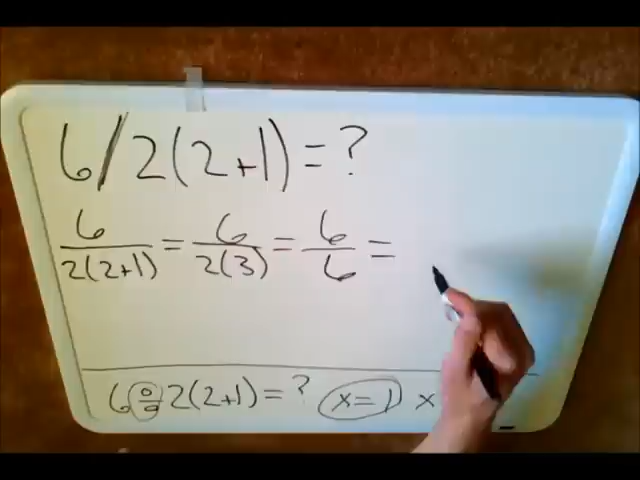 6/2(2+1)=?
6/2(2+1) = 6/2(3) = 6/6 =
6÷2(2+1)=? x=1 x